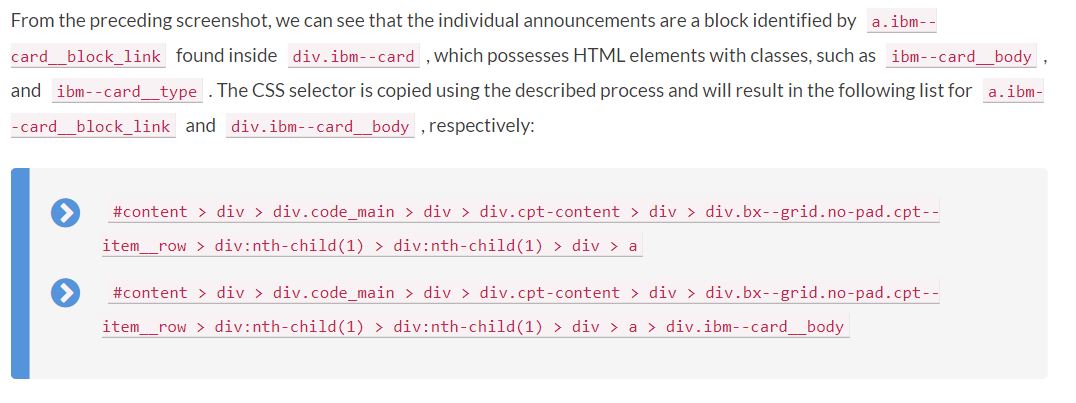 From the preceding screenshot, we can see that the individual announcements are a block identified by a.ibm--
card__block_link found inside div.ibm--card , which possesses HTML elements with classes, such as ibm--card__body ,
and ibm--card__type . The CSS selector is copied using the described process and will result in the following list for a.ibm-
-card__block_link and div.ibm--card__body , respectively:
#content > div > div.code_main > div > div.cpt-content > div > div.bx--grid.no-pad.cpt--
item__row > div:nth-child(1) > div:nth-child(1) > div > a
#content > div > div.code_main > div > div.cpt-content > div > div.bx--grid.no-pad.cpt--
item__row > div:nth-child(1) > div:nth-child(1) > div > a > div.ibm--card__body